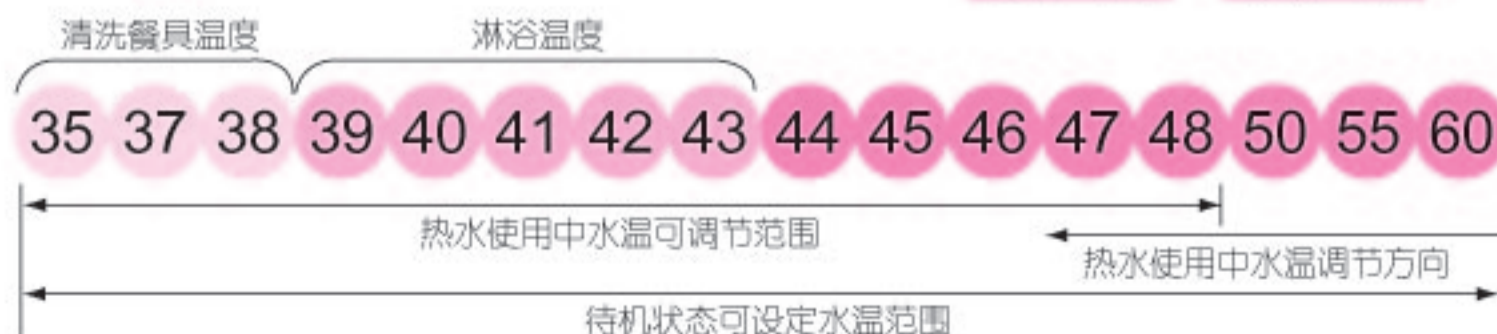 清洗餐具温度 淋浴温度
35 37 38 39 40 41 42 43 44 45 46 47 48 50 55 60
热水使用中水温可调节范围
热水使用中水温调节方向
待机状态可设定水温范围